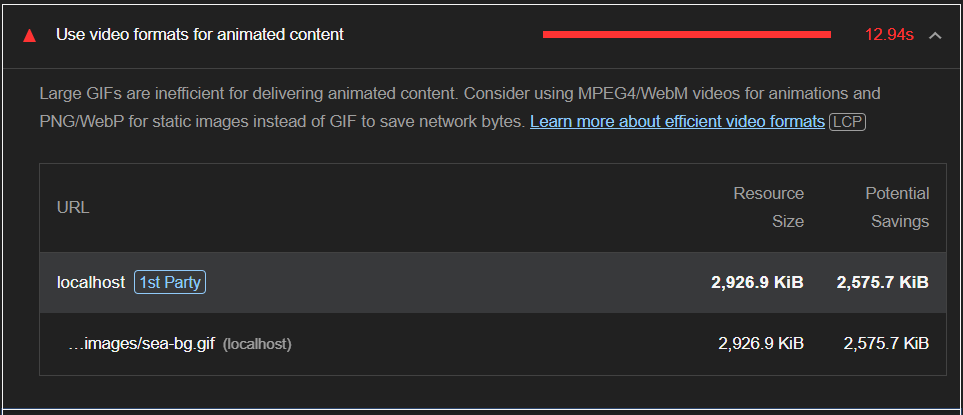 Use video formats for animated content 12.94s
Large GIFs are inefficient for delivering animated content. Consider using MPEG4/WebM videos for animations and
PNG/WebP for static images instead of GIF to save network bytes. Learn more about efficient video formats LCP
URL
Resource
Size
Potential
Savings
localhost 1st Party 2,926.9 KiB 2,575.7 KiB
…images/sea-bg.gif (localhost) 2,926.9 KiB 2,575.7 KiB